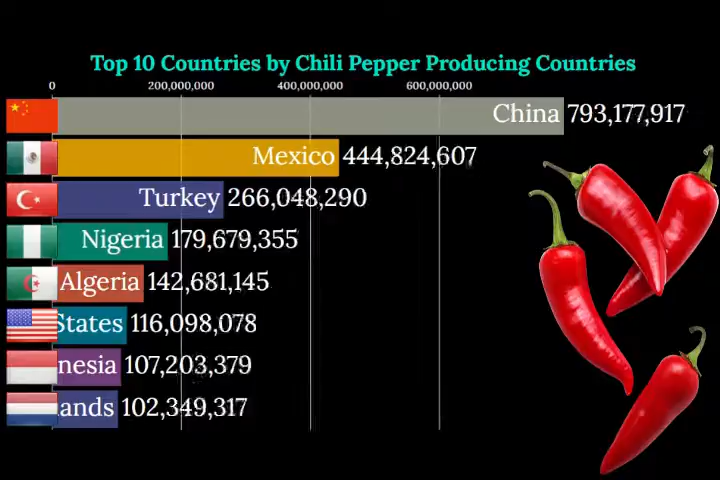 Top 10 Countries by Chili Pepper Producing Countries
0 200,000,000 400,000,000 600,000,000
China 793,177,917
Mexico 444,824,607
Turkey 266,048,290
Nigeria 179,679,355
Algeria 142,681,145
States 116,098,078
nesia 107,203,379
ands 102,349,317